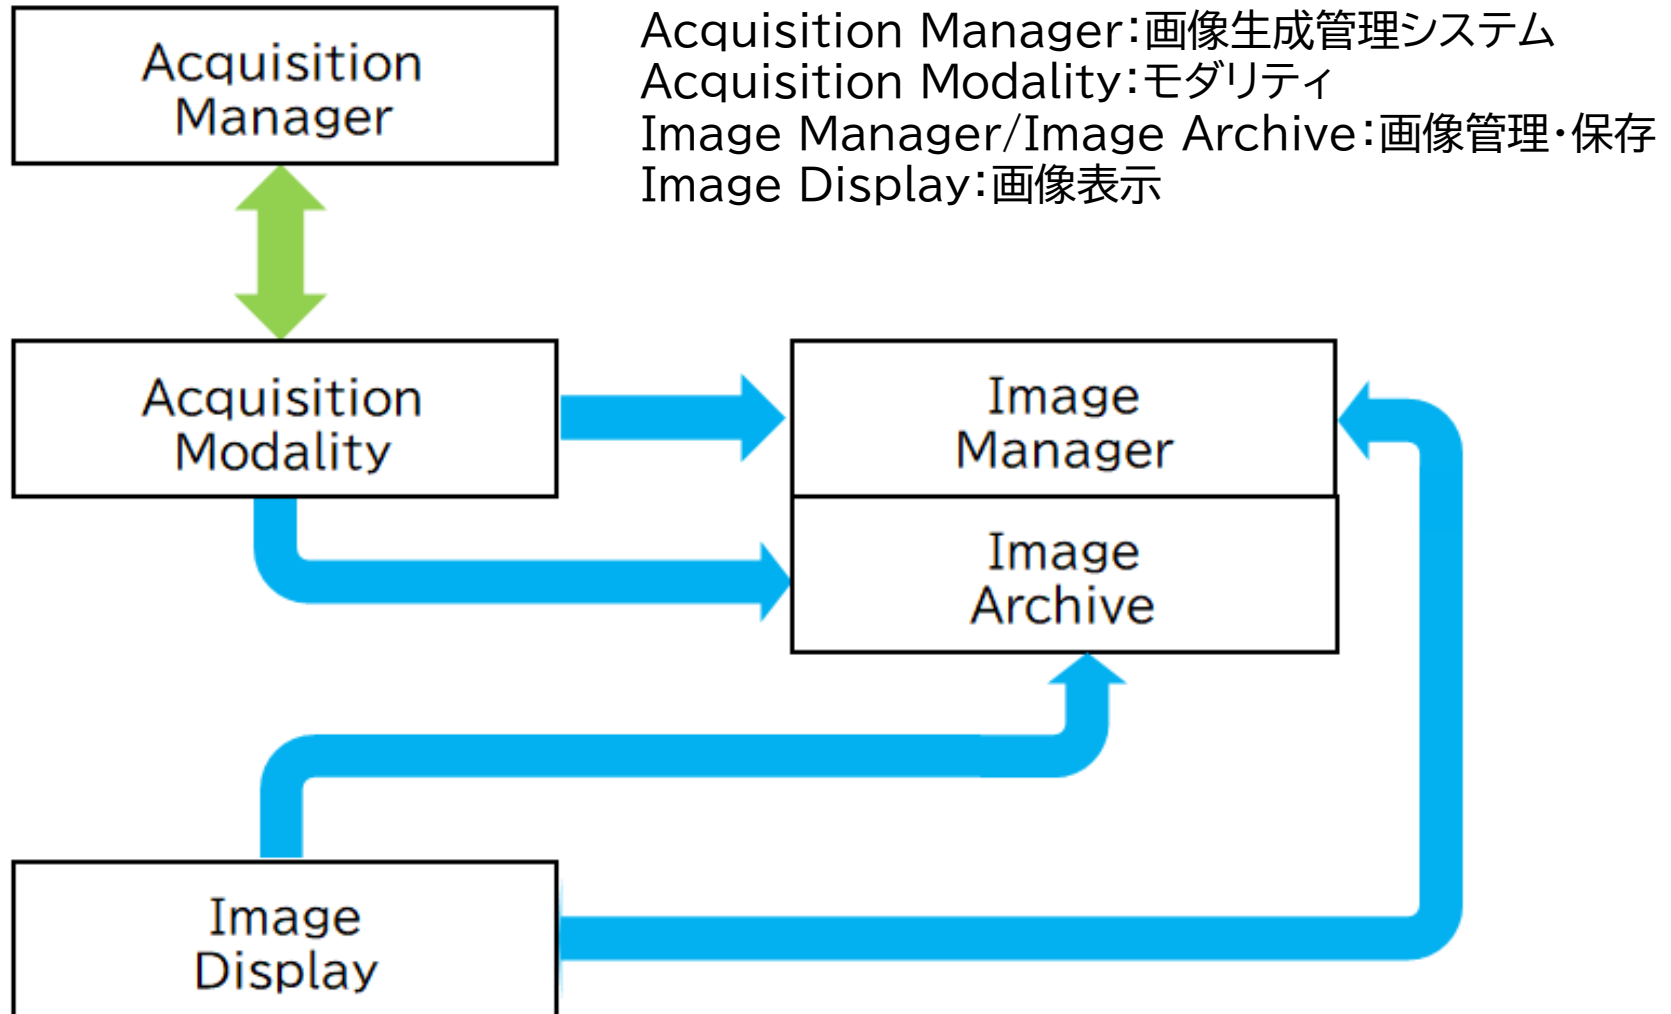 Acquisition
Manager
Acquisition Manager：画像生成管理システム
Acquisition Modality：モダリティ
Image Manager/Image Archive：画像管理・保存
Image Display：画像表示
Acquisition
Modality
Image
Manager
Image
Archive
Image
Display